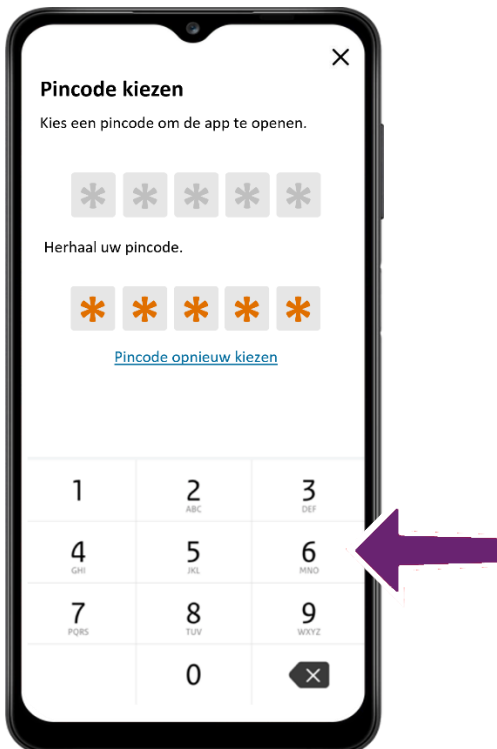 Pincode kiezen
Kies een pincode om de app te openen.
* * * * *
Herhaal uw pincode.
* * * * *
Pincode opnieuw kiezen
1 2 3
ABC DEF
4 5 6
GHI JKL MNO
7 8 9
PQRS TUV WXYZ
0